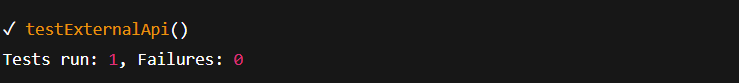 ✓ testExternalApi()
Tests run: 1, Failures: 0